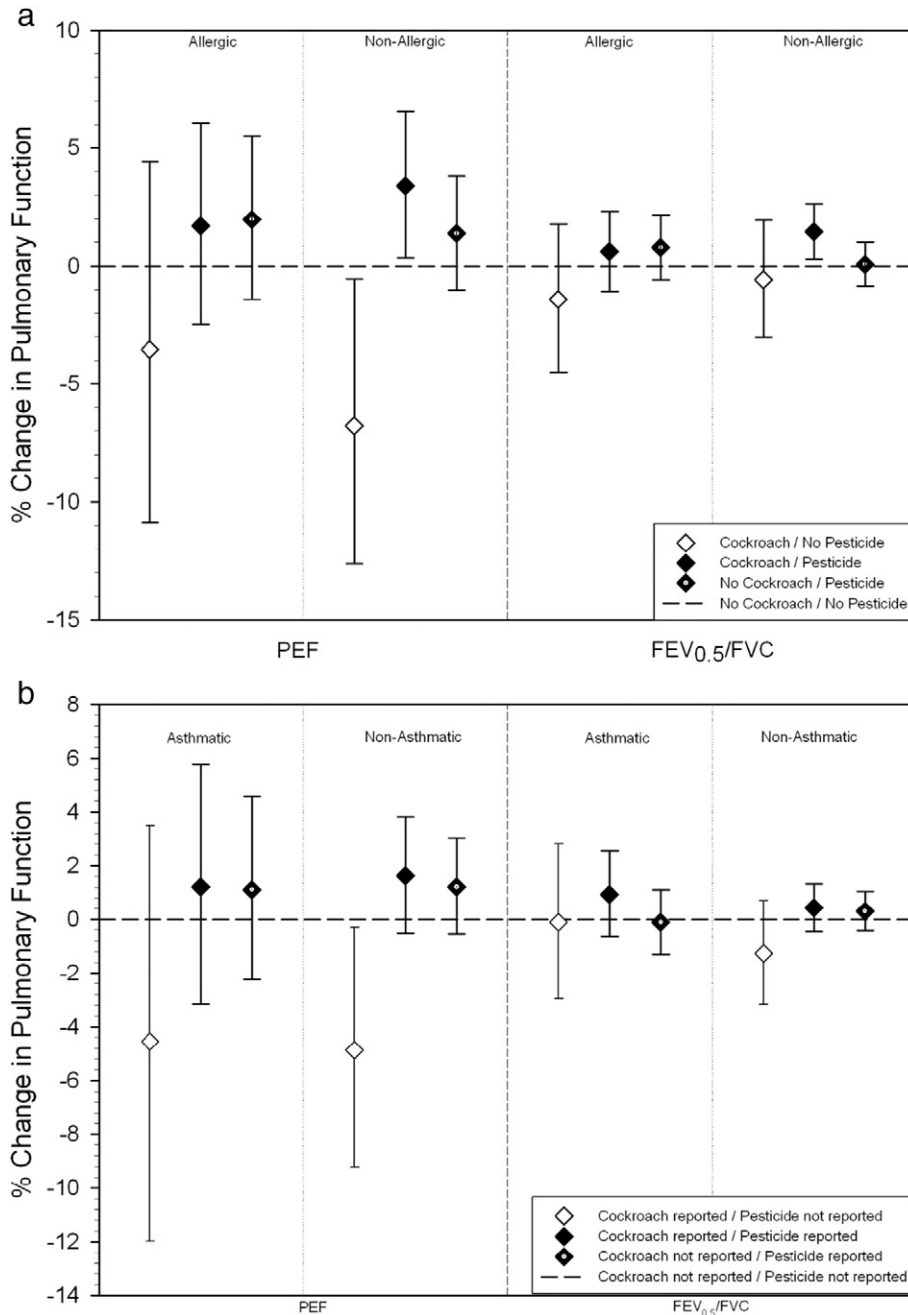 a
Allergic Non-Allergic Allergic Non-Allergic
% Change in Pulmonary Function
10
5
0
-5
-10
-15
Cockroach / No Pesticide
Cockroach / Pesticide
No Cockroach / Pesticide
No Cockroach / No Pesticide
PEF FEV0.5/FVC
b
Asthmatic Non-Asthmatic Asthmatic Non-Asthmatic
% Change in Pulmonary Function
8
6
4
2
0
-2
-4
-6
-8
-10
-12
-14
Cockroach reported / Pesticide not reported
Cockroach reported / Pesticide reported
Cockroach not reported / Pesticide reported
Cockroach not reported / Pesticide not reported
PEF FEV0.5/FVC